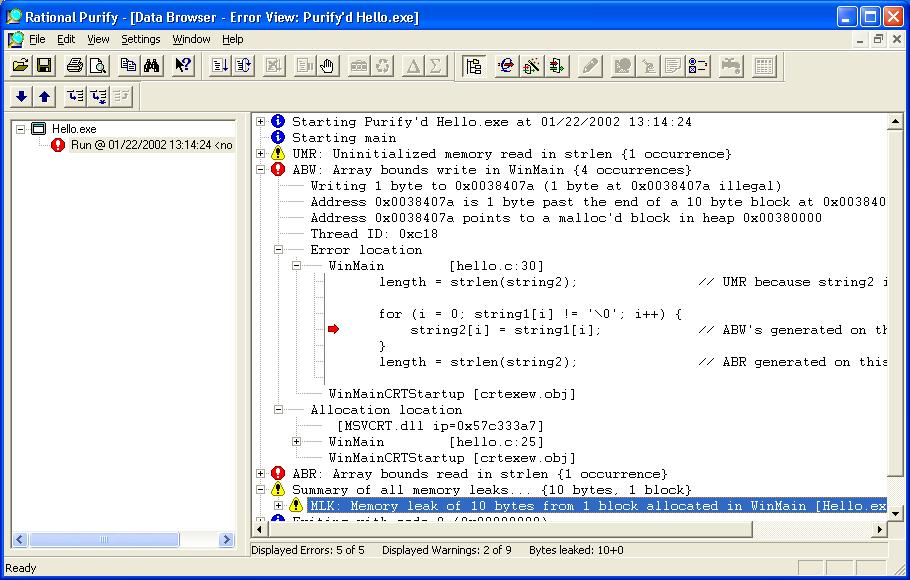 Rational Purify - [Data Browser - Error View: Purify'd Hello.exe]
File Edit View Settings Window Help
Hello.exe
Run @ 01/22/2002 13:14:24 <no
Starting Purify'd Hello.exe at 01/22/2002 13:14:24
Starting main
UMR: Uninitialized memory read in strlen {1 occurrence}
ABW: Array bounds write in WinMain {4 occurrences}
Writing 1 byte to 0x0038407a (1 byte at 0x0038407a illegal)
Address 0x0038407a is 1 byte past the end of a 10 byte block at 0x003840
Address 0x0038407a points to a malloc'd block in heap 0x00380000
Thread ID: 0xc18
Error location
WinMain [hello.c:30]
length = strlen(string2); // UMR because string2 i
for (i = 0; string1[i] != '\0'; i++) {
string2[i] = string1[i]; // ABW's generated on th
}
length = strlen(string2); // ABR generated on this
WinMainCRTStartup [crtexew.obj]
Allocation location
[MSVCRT.dll ip=0x57c333a7]
WinMain [hello.c:25]
WinMainCRTStartup [crtexew.obj]
ABR: Array bounds read in strlen {1 occurrence}
Summary of all memory leaks... {10 bytes, 1 block}
MLK: Memory leak of 10 bytes from 1 block allocated in WinMain [Hello.ex
Exiting with code 0 (0x00000000)
Displayed Errors: 5 of 5 Displayed Warnings: 2 of 9 Bytes leaked: 10+0
Ready